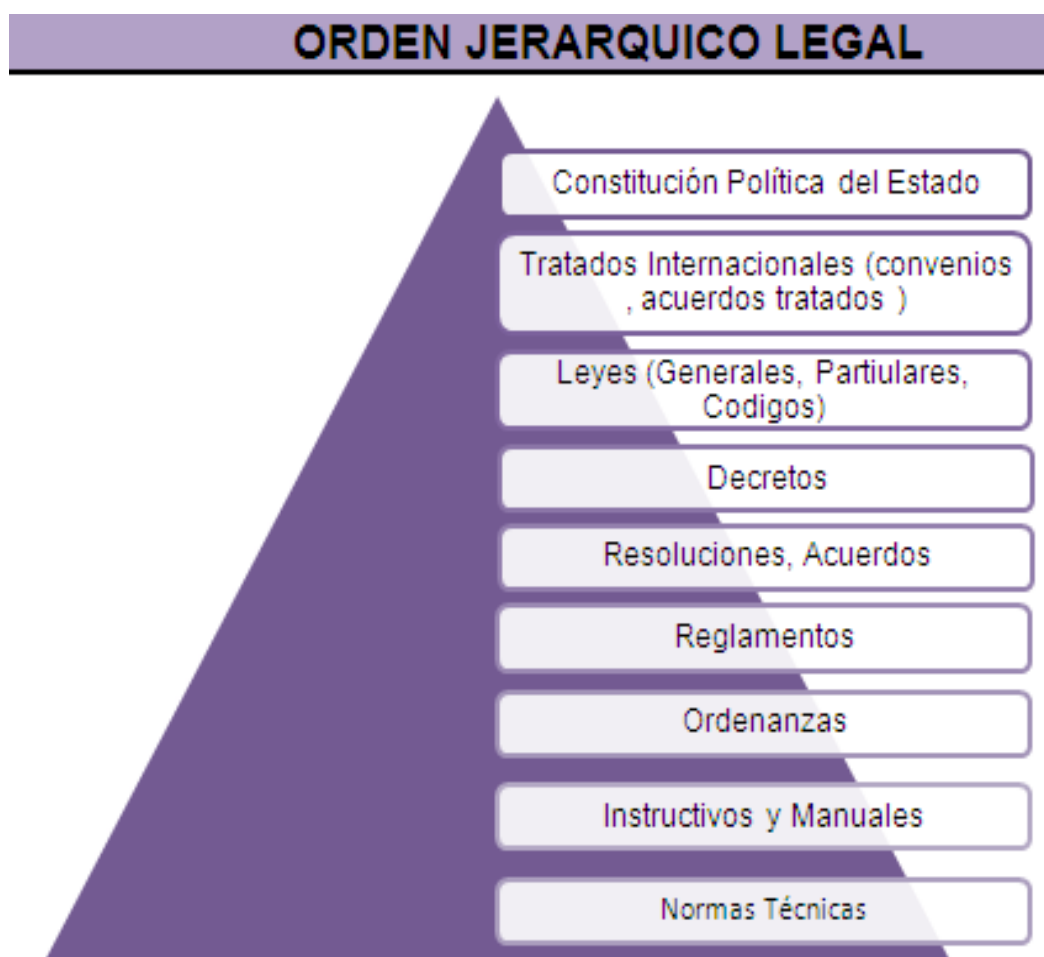 ORDEN JERARQUICO LEGAL
Constitución Política del Estado
Tratados Internacionales (convenios
, acuerdos tratados )
Leyes (Generales, Partiulares,
Codigos)
Decretos
Resoluciones, Acuerdos
Reglamentos
Ordenanzas
Instructivos y Manuales
Normas Técnicas